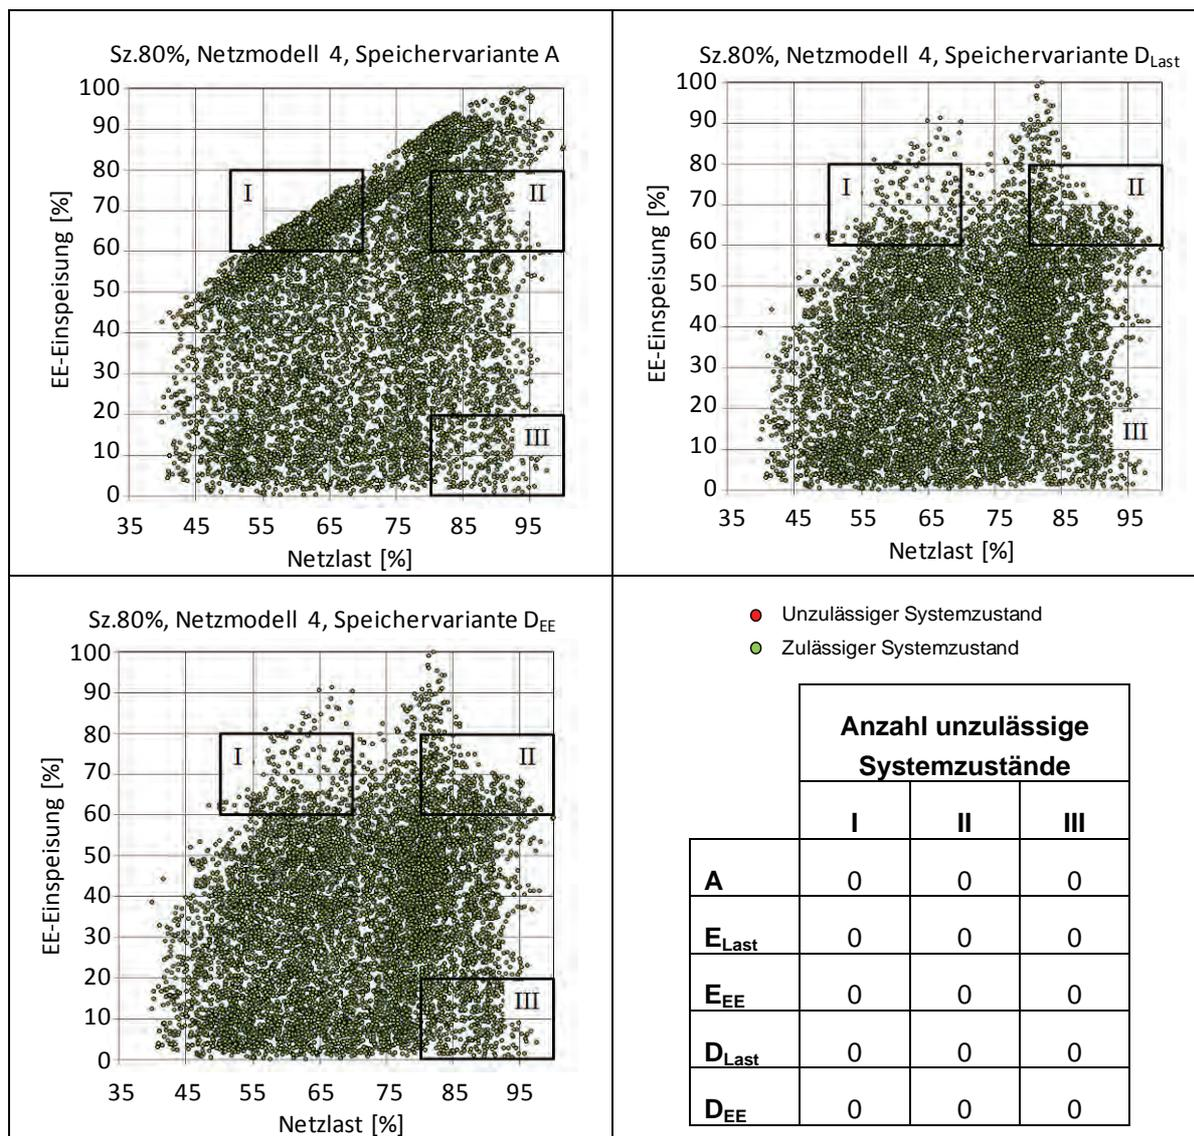 Sz.80%, Netzmodell 4, Speichervariante A
100
90
80
70
60
50
40
30
20
10
0
EE-Einspeisung [%]
I
II
III
35 45 55 65 75 85 95
Netzlast [%]
Sz.80%, Netzmodell 4, Speichervariante DLast
100
90
80
70
60
50
40
30
20
10
0
EE-Einspeisung [%]
I
II
III
35 45 55 65 75 85 95
Netzlast [%]
Sz.80%, Netzmodell 4, Speichervariante DEE
100
90
80
70
60
50
40
30
20
10
0
EE-Einspeisung [%]
I
II
III
35 45 55 65 75 85 95
Netzlast [%]
Unzulässiger Systemzustand
Zulässiger Systemzustand
Anzahl unzulässige
Systemzustände
I II III
A 0 0 0
ELast 0 0 0
EEE 0 0 0
DLast 0 0 0
DEE 0 0 0